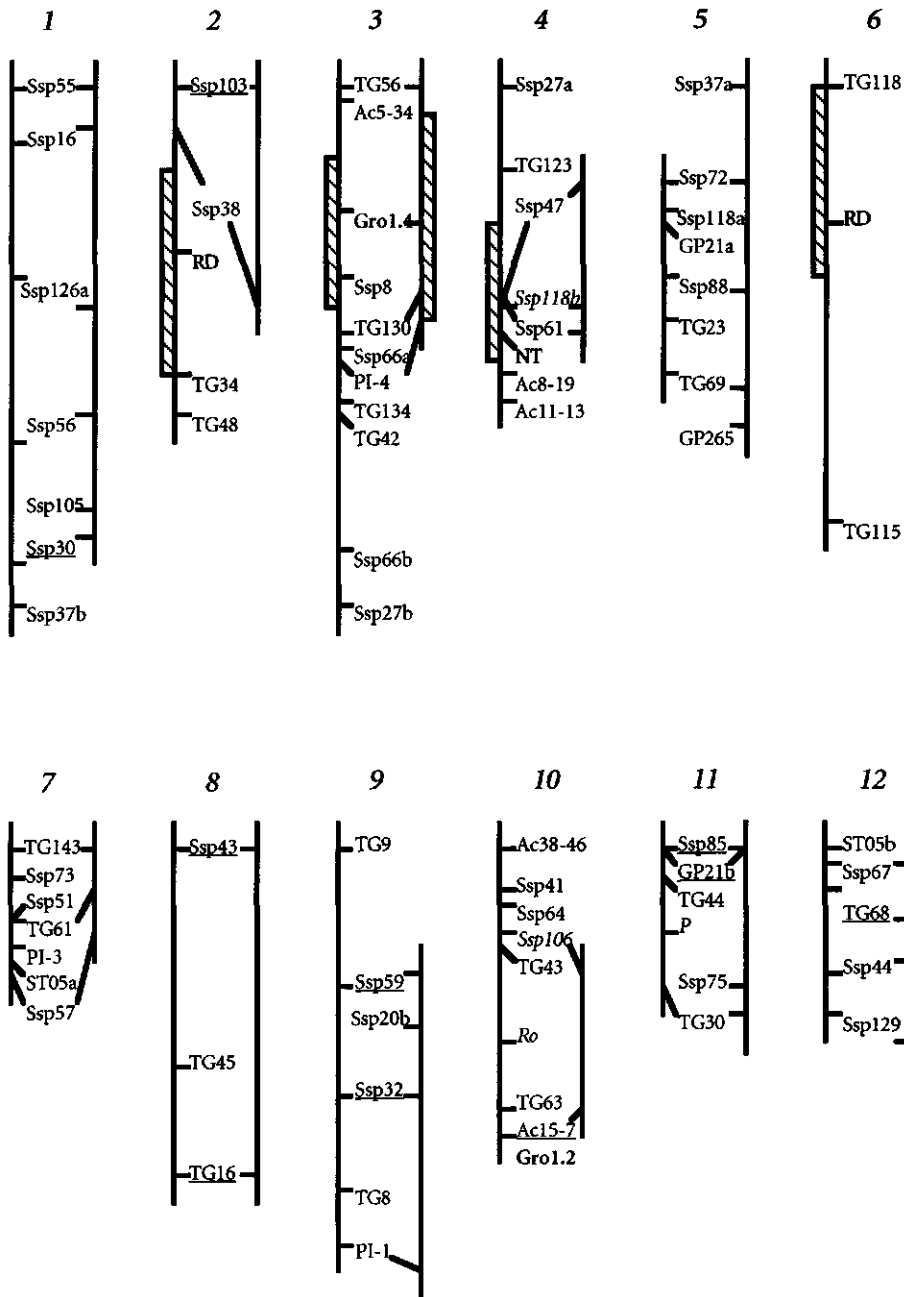 1 2 3 4 5 6
Ssp55
Ssp16
Ssp126a
Ssp56
Ssp105
Ssp30
Ssp37b
Ssp103
Ssp38
RD
TG34
TG48
TG56
Ac5-34
Gro1.4
Ssp8
TG130
Ssp66a
PI-4
TG134
TG42
Ssp66b
Ssp27b
Ssp27a
TG123
Ssp47
Ssp118b
Ssp61
NT
Ac8-19
Ac11-13
Ssp37a
Ssp72
Ssp118a
GP21a
Ssp88
TG23
TG69
GP265
TG118
RD
TG115
7 8 9 10 11 12
TG143
Ssp73
Ssp51
TG61
PI-3
ST05a
Ssp57
Ssp43
TG45
TG16
TG9
Ssp59
Ssp20b
Ssp32
TG8
PI-1
Ac38-46
Ssp41
Ssp64
Ssp106
TG43
Ro
TG63
Ac15-7
Gro1.2
Ssp85
GP21b
TG44
P
Ssp75
TG30
ST05b
Ssp67
TG68
Ssp44
Ssp129